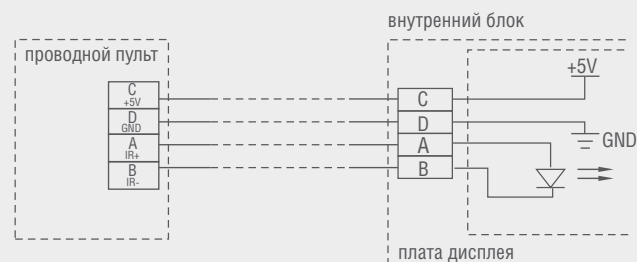 внутренний блок
проводной пульт
C
+5V
D
GND
A
IR+
B
IR-
C
D
A
B
+5V
GND
плата дисплея